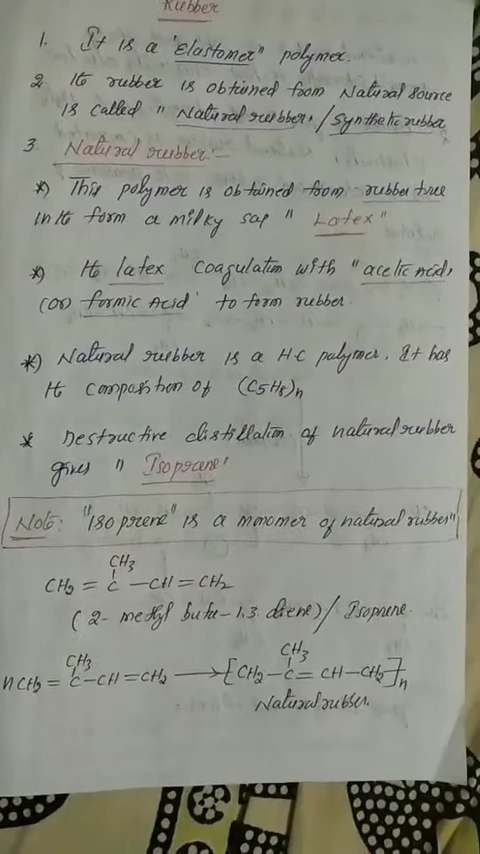 Rubber
1. It is a "Elastomer" polymer.
2 the rubber is obtained from Natural source
is called "Natural rubber" / Synthetic rubber
3. Natural rubber:-
*) This polymer is obtained from rubber tree
in the form a milky sap "Latex"
*) the latex coagulation with "acetic Acid,
(or) formic Acid' to form rubber.
*) Natural rubber is a HC polymer. It has
the composition of (C5H8)n
* Destructive distillation of natural rubber
gives "Isoprene"
Note: "Isoprene" is a monomer of natural rubber"
CH3
CH2 = C - CH = CH2
(2- methyl buta-1.3. diene) / Isoprene
CH3 CH3
nCH2 = C - CH = CH2 → [CH2 - C = CH - CH2]n
Natural rubber.